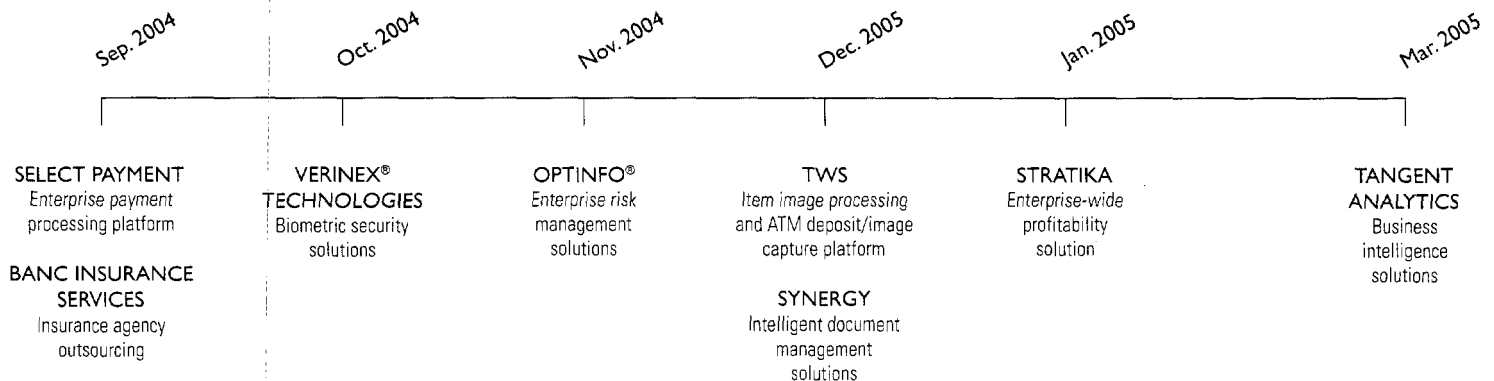 Sep. 2004
Oct. 2004
Nov. 2004
Dec. 2005
Jan. 2005
Mar. 2005
SELECT PAYMENT
Enterprise payment
processing platform
BANC INSURANCE
SERVICES
Insurance agency
outsourcing
VERINEX®
TECHNOLOGIES
Biometric security
solutions
OPTINFO®
Enterprise risk
management
solutions
TWS
Item image processing
and ATM deposit/image
capture platform
SYNERGY
Intelligent document
management
solutions
STRATIKA
Enterprise-wide
profitability
solution
TANGENT
ANALYTICS
Business
intelligence
solutions